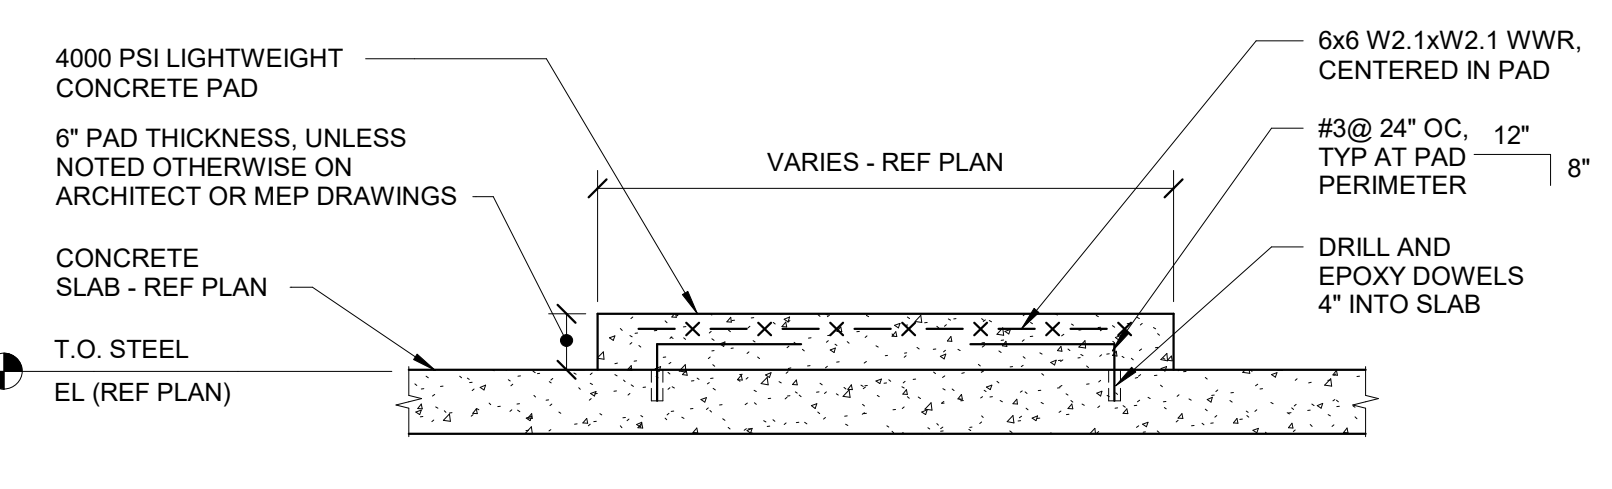 4000 PSI LIGHTWEIGHT
CONCRETE PAD
6" PAD THICKNESS, UNLESS
NOTED OTHERWISE ON
ARCHITECT OR MEP DRAWINGS
CONCRETE
SLAB - REF PLAN
T.O. STEEL
EL (REF PLAN)
VARIES - REF PLAN
6x6 W2.1xW2.1 WWR,
CENTERED IN PAD
#3@ 24" OC,
TYP AT PAD
PERIMETER
12"
8"
DRILL AND
EPOXY DOWELS
4" INTO SLAB